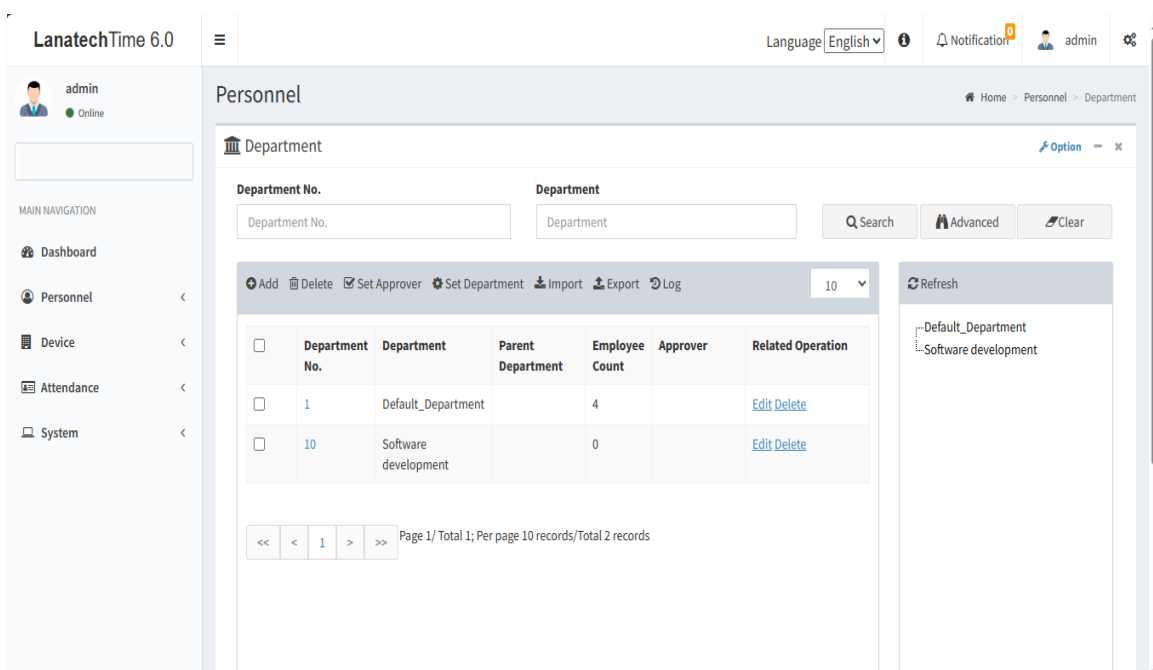 LanatechTime 6.0
Language English
0
Notification
admin
admin
Online
Personnel
Home > Personnel > Department
MAIN NAVIGATION
Dashboard
Personnel <
Device <
Attendance <
System <
Department
Option
Department No.
Department
Department No.
Department
Search
Advanced
Clear
Add Delete Set Approver Set Department Import Export Log
10
Refresh
Department No. Department Parent Department Employee Count Approver Related Operation
1 Default_Department 4 Edit Delete
10 Software development 0 Edit Delete
<< < 1 > >> Page 1/ Total 1; Per page 10 records/Total 2 records
Default_Department
Software development